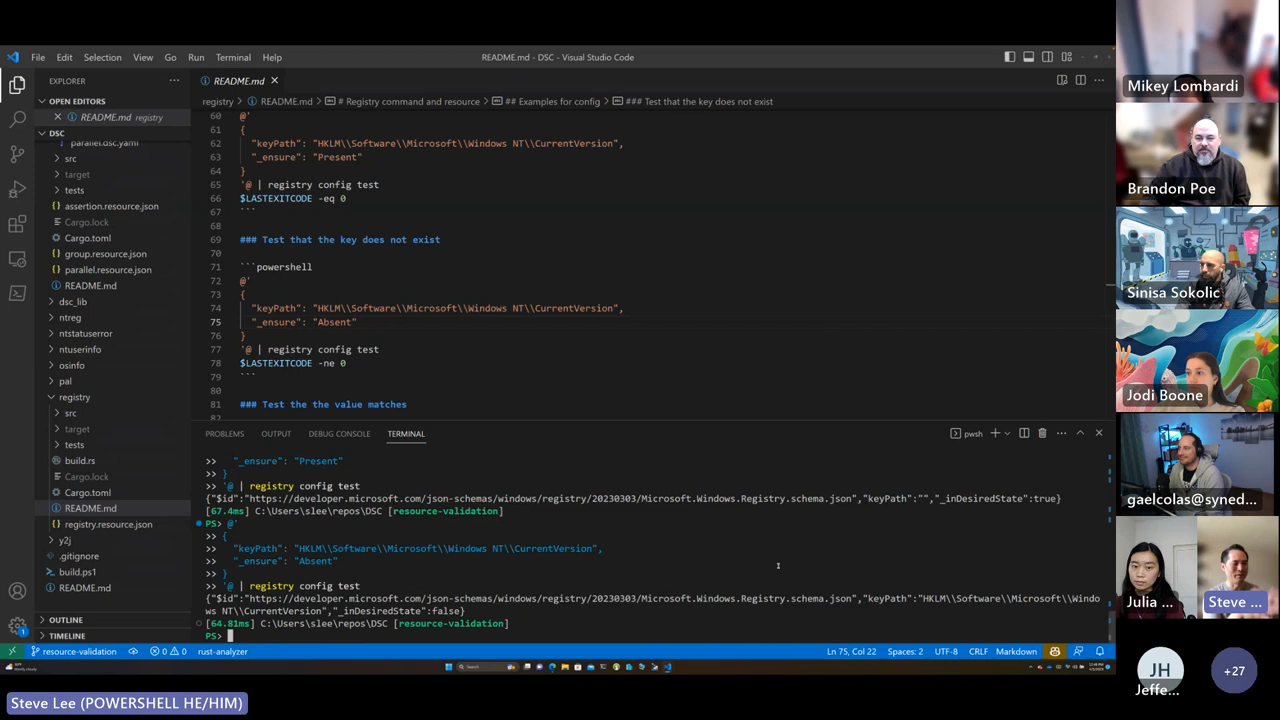 File Edit Selection View Go Run Terminal Help
README.md - DSC - Visual Studio Code
EXPLORER
OPEN EDITORS
README.md registry
DSC
parallel.dsc.yaml
src
target
tests
assertion.resource.json
Cargo.lock
Cargo.toml
group.resource.json
parallel.resource.json
README.md
dsc_lib
ntreg
ntstatuserror
ntuserinfo
osinfo
pal
registry
src
target
tests
build.rs
Cargo.lock
Cargo.toml
README.md
registry.resource.json
y2j
.gitignore
build.ps1
README.md
OUTLINE
TIMELINE
README.md
registry > README.md > # Registry command and resource > ## Examples for config > ### Test that the key does not exist
60 @'
61 {
62 "keyPath": "HKLM\\Software\\Microsoft\\Windows NT\\CurrentVersion",
63 "_ensure": "Present"
64 }
65 '@ | registry config test
66 $LASTEXITCODE -eq 0
67 ```
68
69 ### Test that the key does not exist
70
71 ```powershell
72 @'
73 {
74 "keyPath": "HKLM\\Software\\Microsoft\\Windows NT\\CurrentVersion",
75 "_ensure": "Absent"
76 }
77 '@ | registry config test
78 $LASTEXITCODE -ne 0
79 ```
80
81 ### Test the the value matches
82
PROBLEMS OUTPUT DEBUG CONSOLE TERMINAL
pwsh
>> "_ensure": "Present"
>> }
>> '@ | registry config test
{"$id":"https://developer.microsoft.com/json-schemas/windows/registry/20230303/Microsoft.Windows.Registry.schema.json","keyPath":"","_inDesiredState":true}
[67.4ms] C:\Users\slee\repos\DSC [resource-validation]
PS> @'
>> {
>> "keyPath": "HKLM\\Software\\Microsoft\\Windows NT\\CurrentVersion",
>> "_ensure": "Absent"
>> }
>> '@ | registry config test
{"$id":"https://developer.microsoft.com/json-schemas/windows/registry/20230303/Microsoft.Windows.Registry.schema.json","keyPath":"HKLM\\Software\\Microsoft\\Windo
ws NT\\CurrentVersion","_inDesiredState":false}
[64.81ms] C:\Users\slee\repos\DSC [resource-validation]
PS>
resource-validation 0 0 rust-analyzer
Ln 75, Col 22 Spaces: 2 UTF-8 CRLF Markdown
Search
Steve Lee (POWERSHELL HE/HIM)
Mikey Lombardi
Brandon Poe
Sinisa Sokolic
Jodi Boone
gaelcolas@syned...
Julia ...
Steve ...
JH
Jeffe...
+27